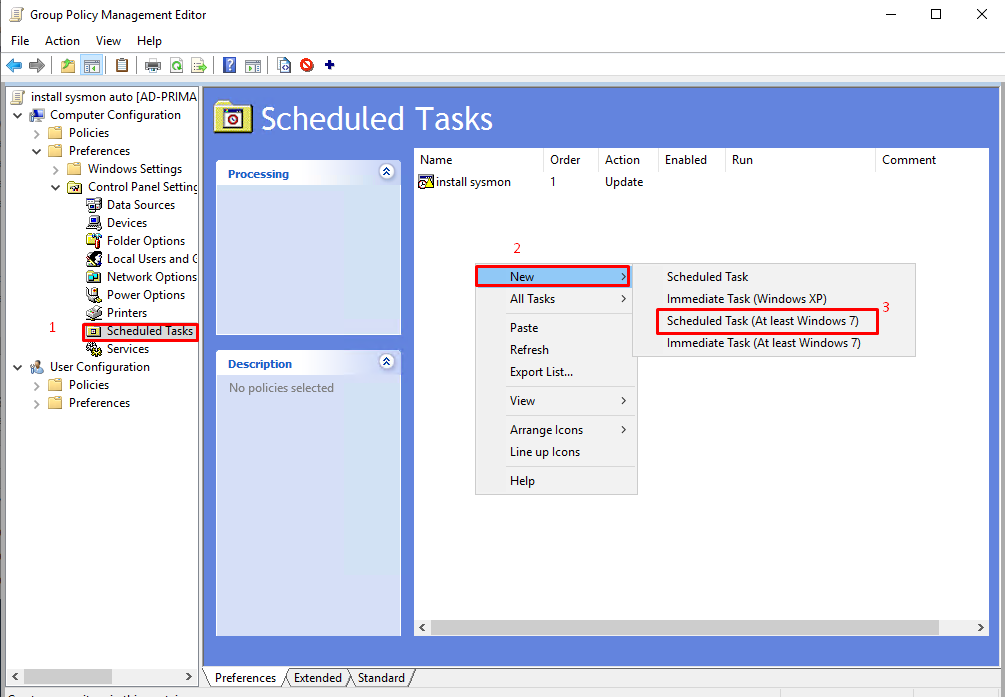 Group Policy Management Editor
File Action View Help
install sysmon auto [AD-PRIMA
Computer Configuration
Policies
Preferences
Windows Settings
Control Panel Setting
Data Sources
Devices
Folder Options
Local Users and G
Network Options
Power Options
Printers
1
Scheduled Tasks
Services
User Configuration
Policies
Preferences
Scheduled Tasks
Processing
Description
No policies selected
Name Order Action Enabled Run Comment
install sysmon 1 Update
2
New
All Tasks
Paste
Refresh
Export List...
View
Arrange Icons
Line up Icons
Help
Scheduled Task
Immediate Task (Windows XP)
3
Scheduled Task (At least Windows 7)
Immediate Task (At least Windows 7)
Preferences Extended Standard